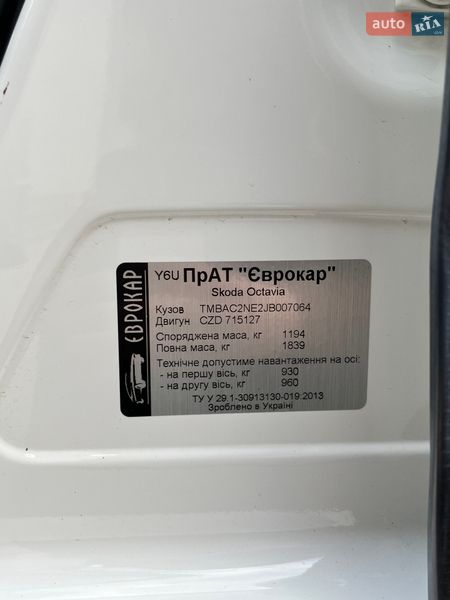 auto RIA
.com
ЄВРОКАР
Y6U ПрАТ "Єврокар"
Skoda Octavia
Кузов TMBAC2NE2JB007064
Двигун CZD 715127
Споряджена маса, кг 1194
Повна маса, кг 1839
Технічне допустиме навантаження на осі:
- на першу вісь, кг 930
- на другу вісь, кг 960
ТУ У 29.1-30913130-019:2013
Зроблено в Україні